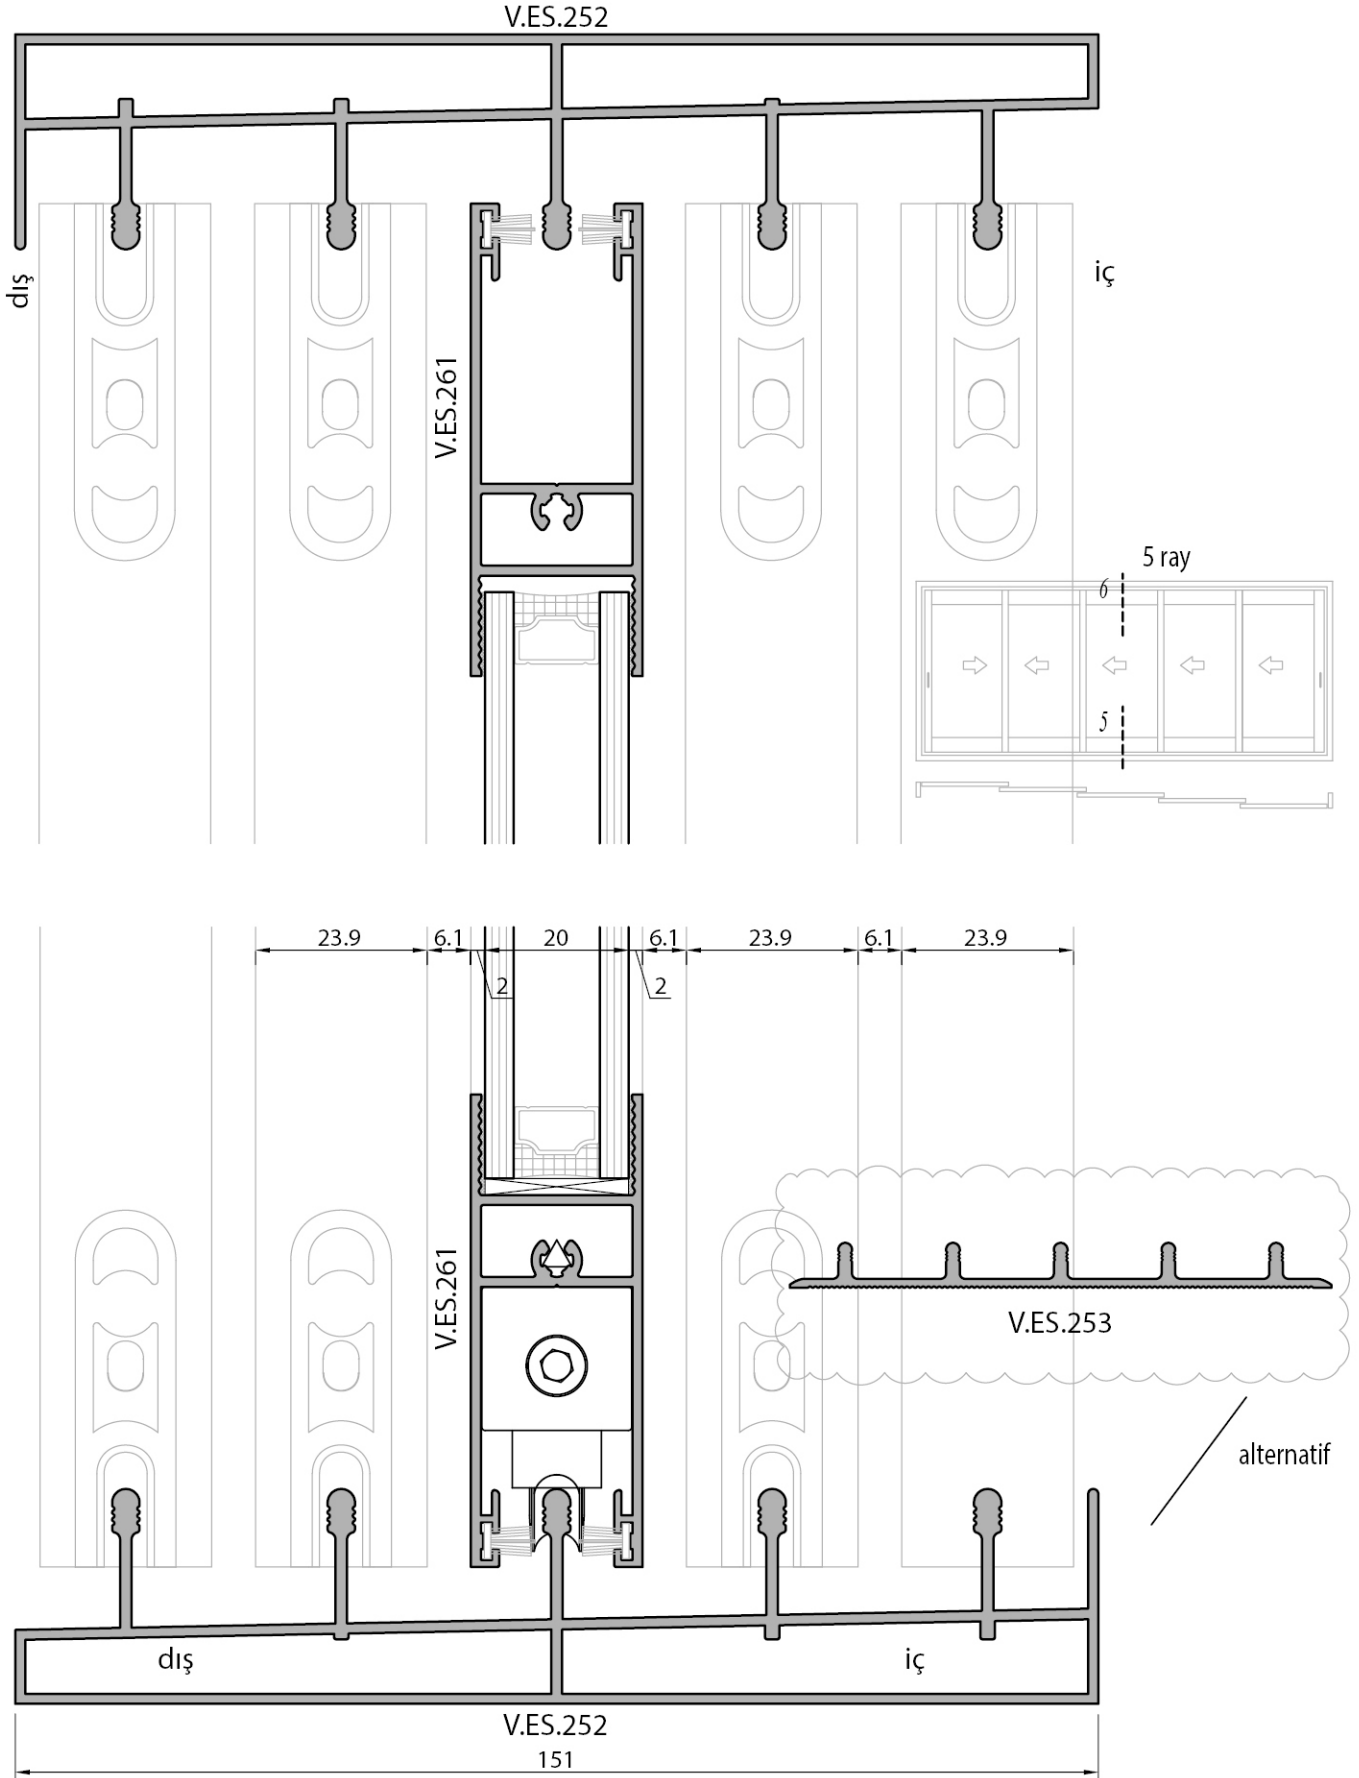 V.ES.252
dış
iç
V.ES.261
5 ray
6
5
23.9 6.1 20 6.1 23.9 6.1 23.9
2 2
V.ES.261
V.ES.253
alternatif
dış iç
V.ES.252
151